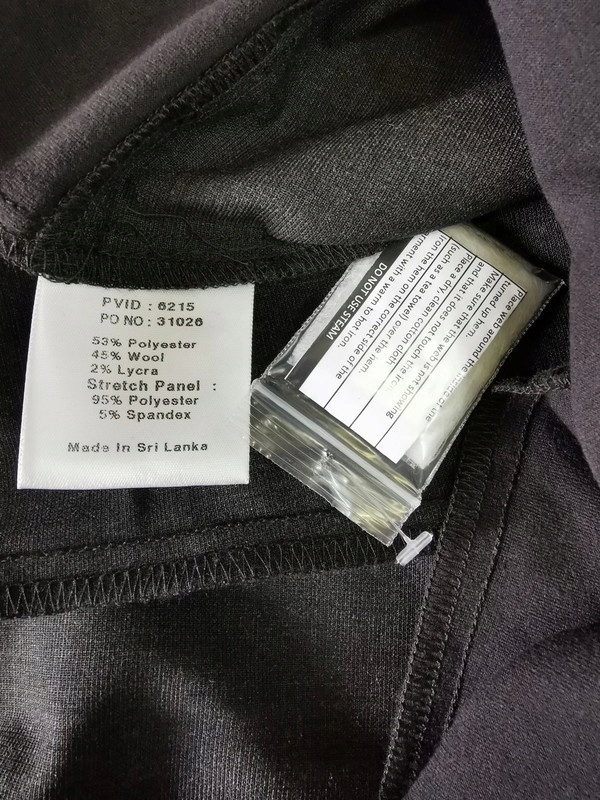 PVID : 6215
PO NO : 31026
53% Polyester
45% Wool
2% Lycra
Stretch Panel :
95% Polyester
5% Spandex
Made In Sri Lanka
Place web around the
turned up hem.
Make sure that the web is not showing
and that it does not touch the iron.
Place a dry, clean cotton cloth
(such as a tea towel) over the hem.
Iron the hem on the correct side of the
rment with a warm to hot iron.
DO NOT USE STEAM